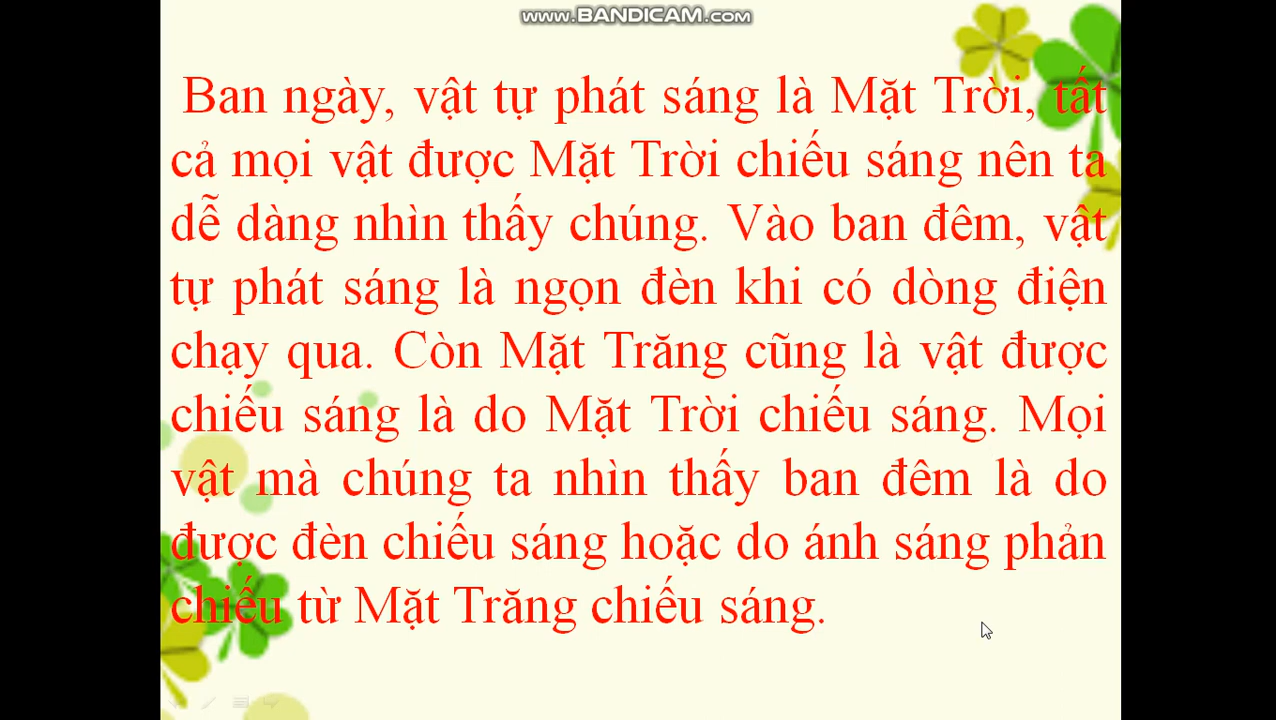 www.BANDICAM.com
Ban ngày, vật tự phát sáng là Mặt Trời, tất
cả mọi vật được Mặt Trời chiếu sáng nên ta
dễ dàng nhìn thấy chúng. Vào ban đêm, vật
tự phát sáng là ngọn đèn khi có dòng điện
chạy qua. Còn Mặt Trăng cũng là vật được
chiếu sáng là do Mặt Trời chiếu sáng. Mọi
vật mà chúng ta nhìn thấy ban đêm là do
được đèn chiếu sáng hoặc do ánh sáng phản
chiếu từ Mặt Trăng chiếu sáng.